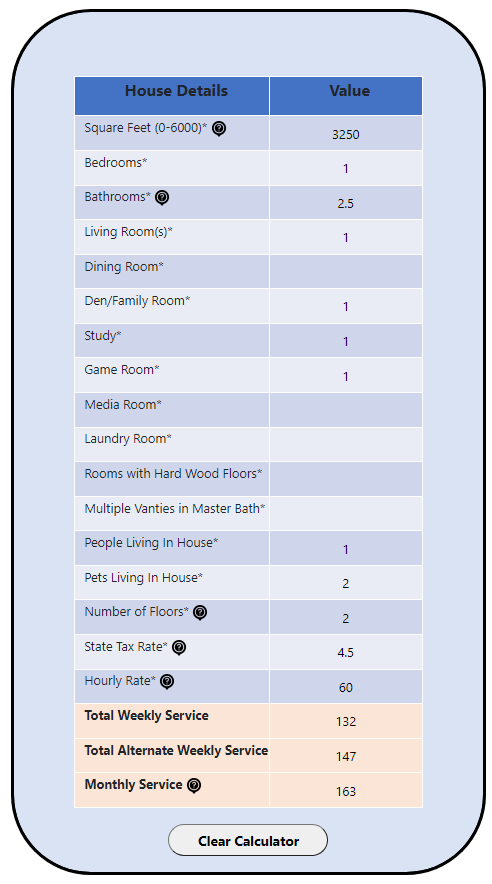 House Details Value
Square Feet (0-6000)* 3250
Bedrooms* 1
Bathrooms* 2.5
Living Room(s)* 1
Dining Room*
Den/Family Room* 1
Study* 1
Game Room* 1
Media Room*
Laundry Room*
Rooms with Hard Wood Floors*
Multiple Vanties in Master Bath*
People Living In House* 1
Pets Living In House* 2
Number of Floors* 2
State Tax Rate* 4.5
Hourly Rate* 60
Total Weekly Service 132
Total Alternate Weekly Service 147
Monthly Service 163
Clear Calculator